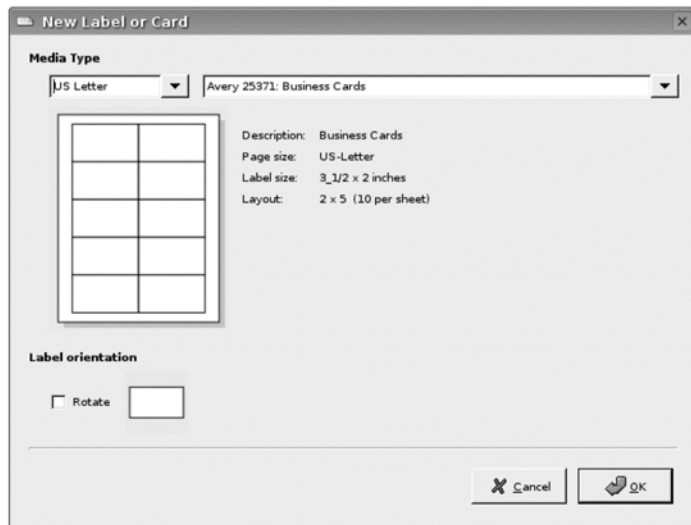 New Label or Card
Media Type
US Letter Avery 25371: Business Cards
Description: Business Cards
Page size: US-Letter
Label size: 3_1/2 x 2 inches
Layout: 2 x 5 (10 per sheet)
Label orientation
Rotate
Cancel OK